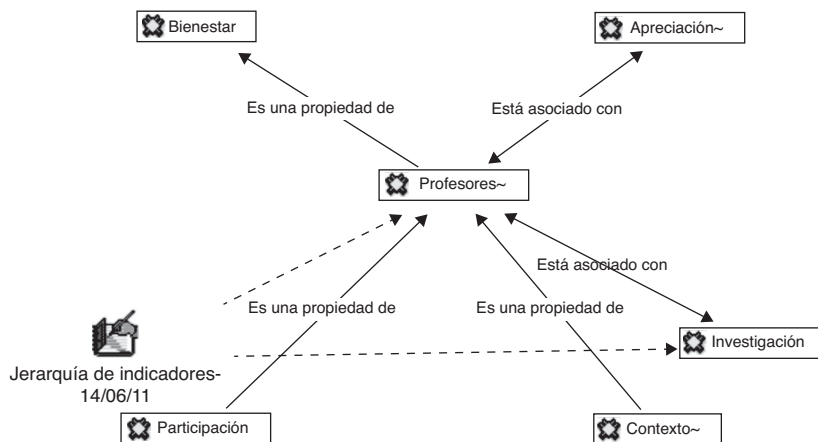 Bienestar
Apreciación~
Es una propiedad de
Está asociado con
Profesores~
Está asociado con
Es una propiedad de
Es una propiedad de
Investigación
Jerarquía de indicadores-
14/06/11
Participación
Contexto~